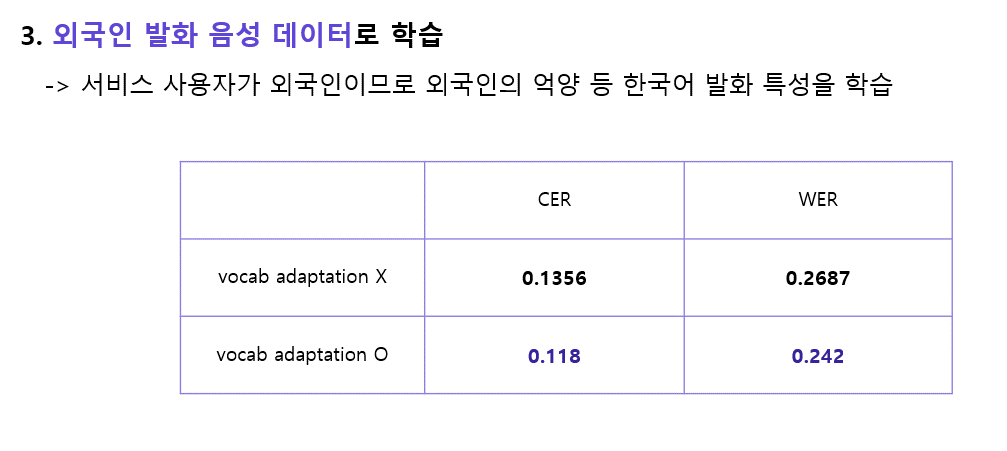 3. 외국인 발화 음성 데이터로 학습
-> 서비스 사용자가 외국인이므로 외국인의 억양 등 한국어 발화 특성을 학습
CER WER
vocab adaptation X 0.1356 0.2687
vocab adaptation O 0.118 0.242